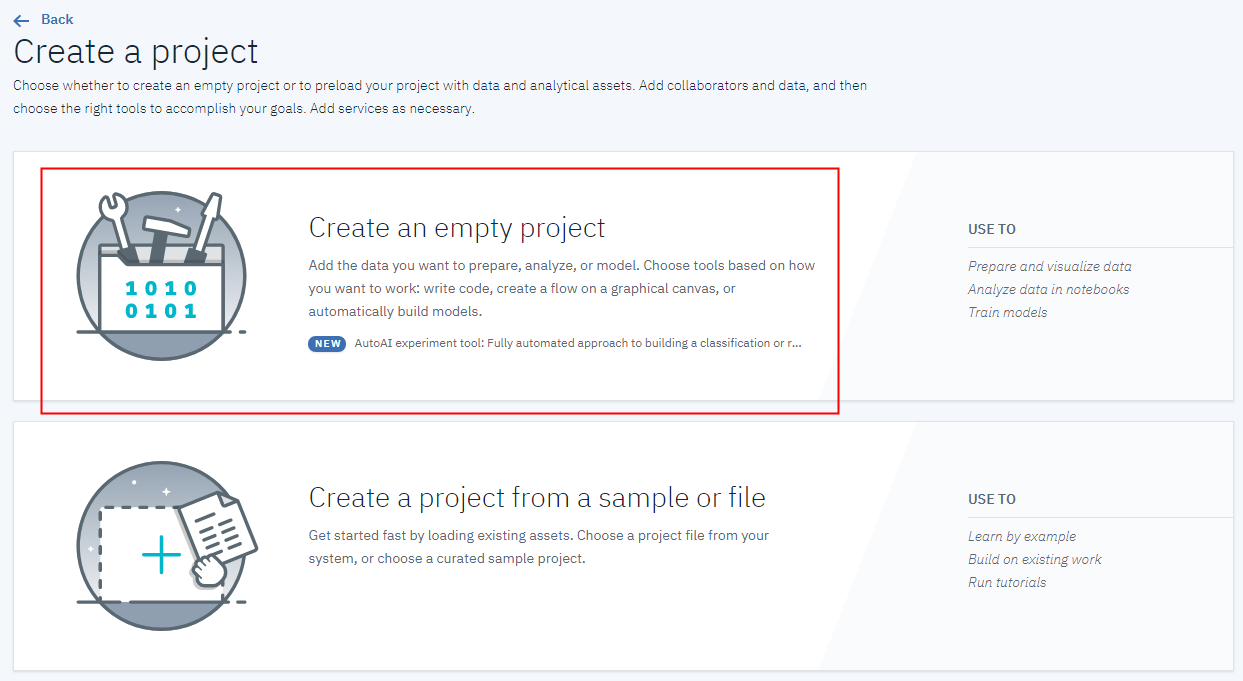 Back
Create a project
Choose whether to create an empty project or to preload your project with data and analytical assets. Add collaborators and data, and then
choose the right tools to accomplish your goals. Add services as necessary.
1010
0101
Create an empty project
Add the data you want to prepare, analyze, or model. Choose tools based on how
you want to work: write code, create a flow on a graphical canvas, or
automatically build models.
NEW AutoAI experiment tool: Fully automated approach to building a classification or r...
USE TO
Prepare and visualize data
Analyze data in notebooks
Train models
Create a project from a sample or file
Get started fast by loading existing assets. Choose a project file from your
system, or choose a curated sample project.
USE TO
Learn by example
Build on existing work
Run tutorials